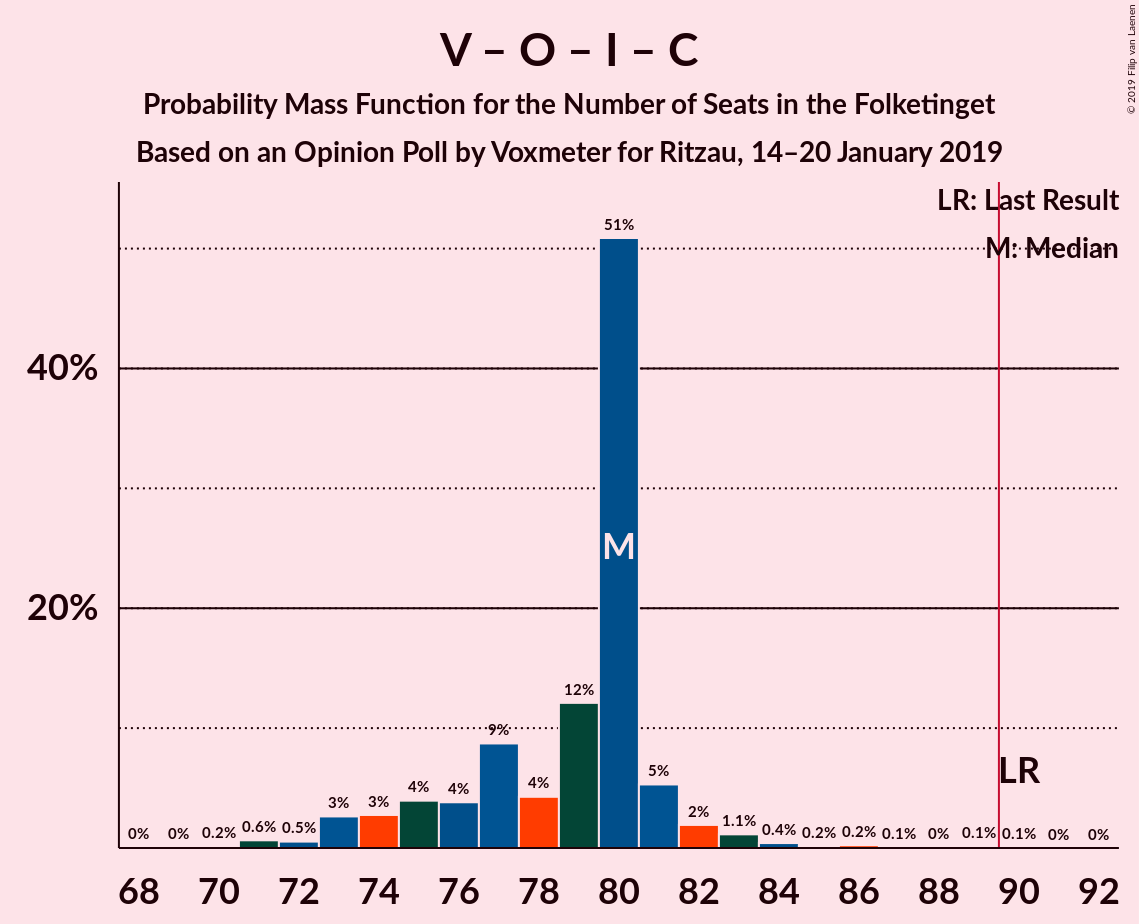 V – O – I – C
Probability Mass Function for the Number of Seats in the Folketinget
Based on an Opinion Poll by Voxmeter for Ritzau, 14–20 January 2019
© 2019 Filip van Laenen
LR: Last Result
M: Median
40%
20%
0% 0% 0.2% 0.6% 0.5% 3% 3% 4% 4% 9% 4% 12% 51% 5% 2% 1.1% 0.4% 0.2% 0.2% 0.1% 0% 0.1% 0.1% 0% 0%
M
LR
68 70 72 74 76 78 80 82 84 86 88 90 92